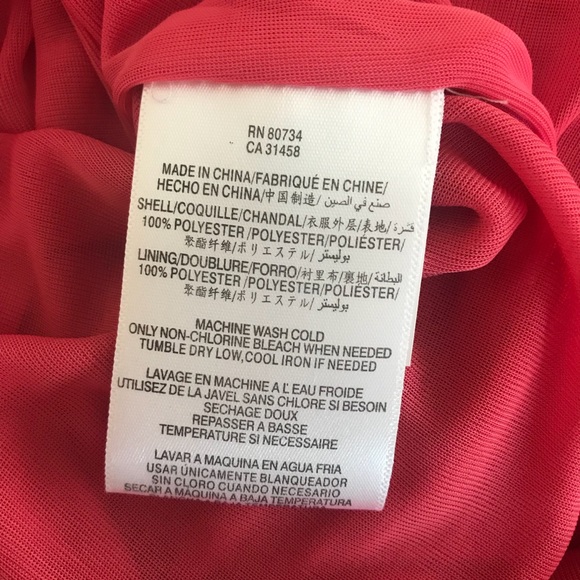 RN 80734
CA 31458
MADE IN CHINA/FABRIQUÉ EN CHINE/
HECHO EN CHINA/中国制造/ صنع في الصين
SHELL/COQUILLE/CHANDAL/衣服外层/表地/قشرة/
100% POLYESTER/POLYESTER/POLIÉSTER/
聚酯纤维/ポリエステル/ بوليستر
LINING/DOUBLURE/FORRO/衬里布/裏地/البطانة/
100% POLYESTER/POLYESTER/POLIÉSTER/
聚酯纤维/ポリエステル/ بوليستر
MACHINE WASH COLD
ONLY NON-CHLORINE BLEACH WHEN NEEDED
TUMBLE DRY LOW,COOL IRON IF NEEDED
LAVAGE EN MACHINE A L'EAU FROIDE
UTILISEZ DE LA JAVEL SANS CHLORE SI BESOIN
SECHAGE DOUX
REPASSER A BASSE
TEMPERATURE SI NECESSAIRE
LAVAR A MAQUINA EN AGUA FRIA
USAR ÚNICAMENTE BLANQUEADOR
SIN CLORO CUANDO NECESARIO
SECAR A MAQUINA A BAJA TEMPERATURA